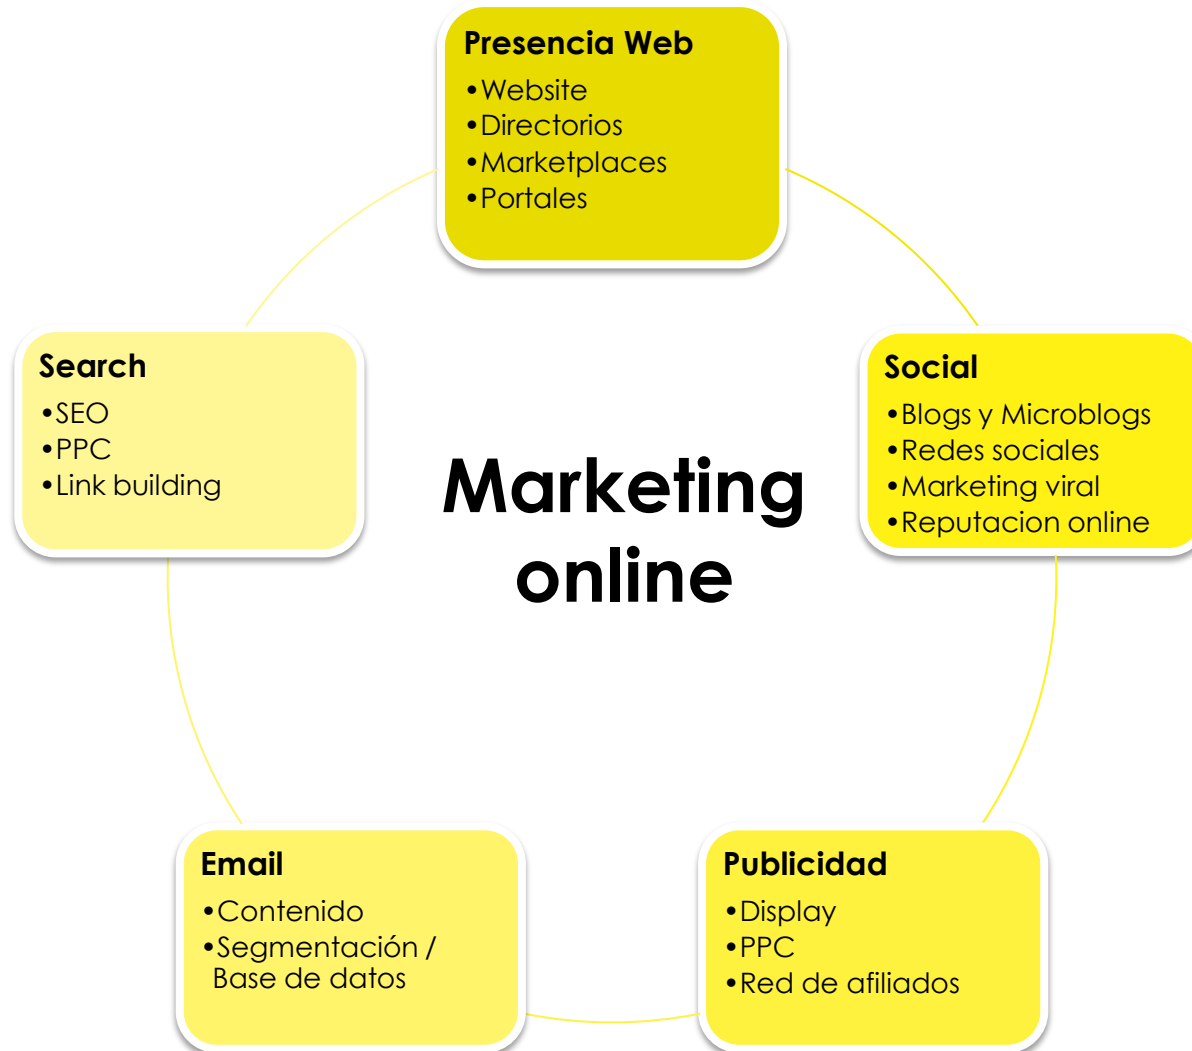 Presencia Web
•Website
•Directorios
•Marketplaces
•Portales
Social
•Blogs y Microblogs
•Redes sociales
•Marketing viral
•Reputacion online
Publicidad
•Display
•PPC
•Red de afiliados
Email
•Contenido
•Segmentación /
Base de datos
Search
•SEO
•PPC
•Link building
Marketing
online